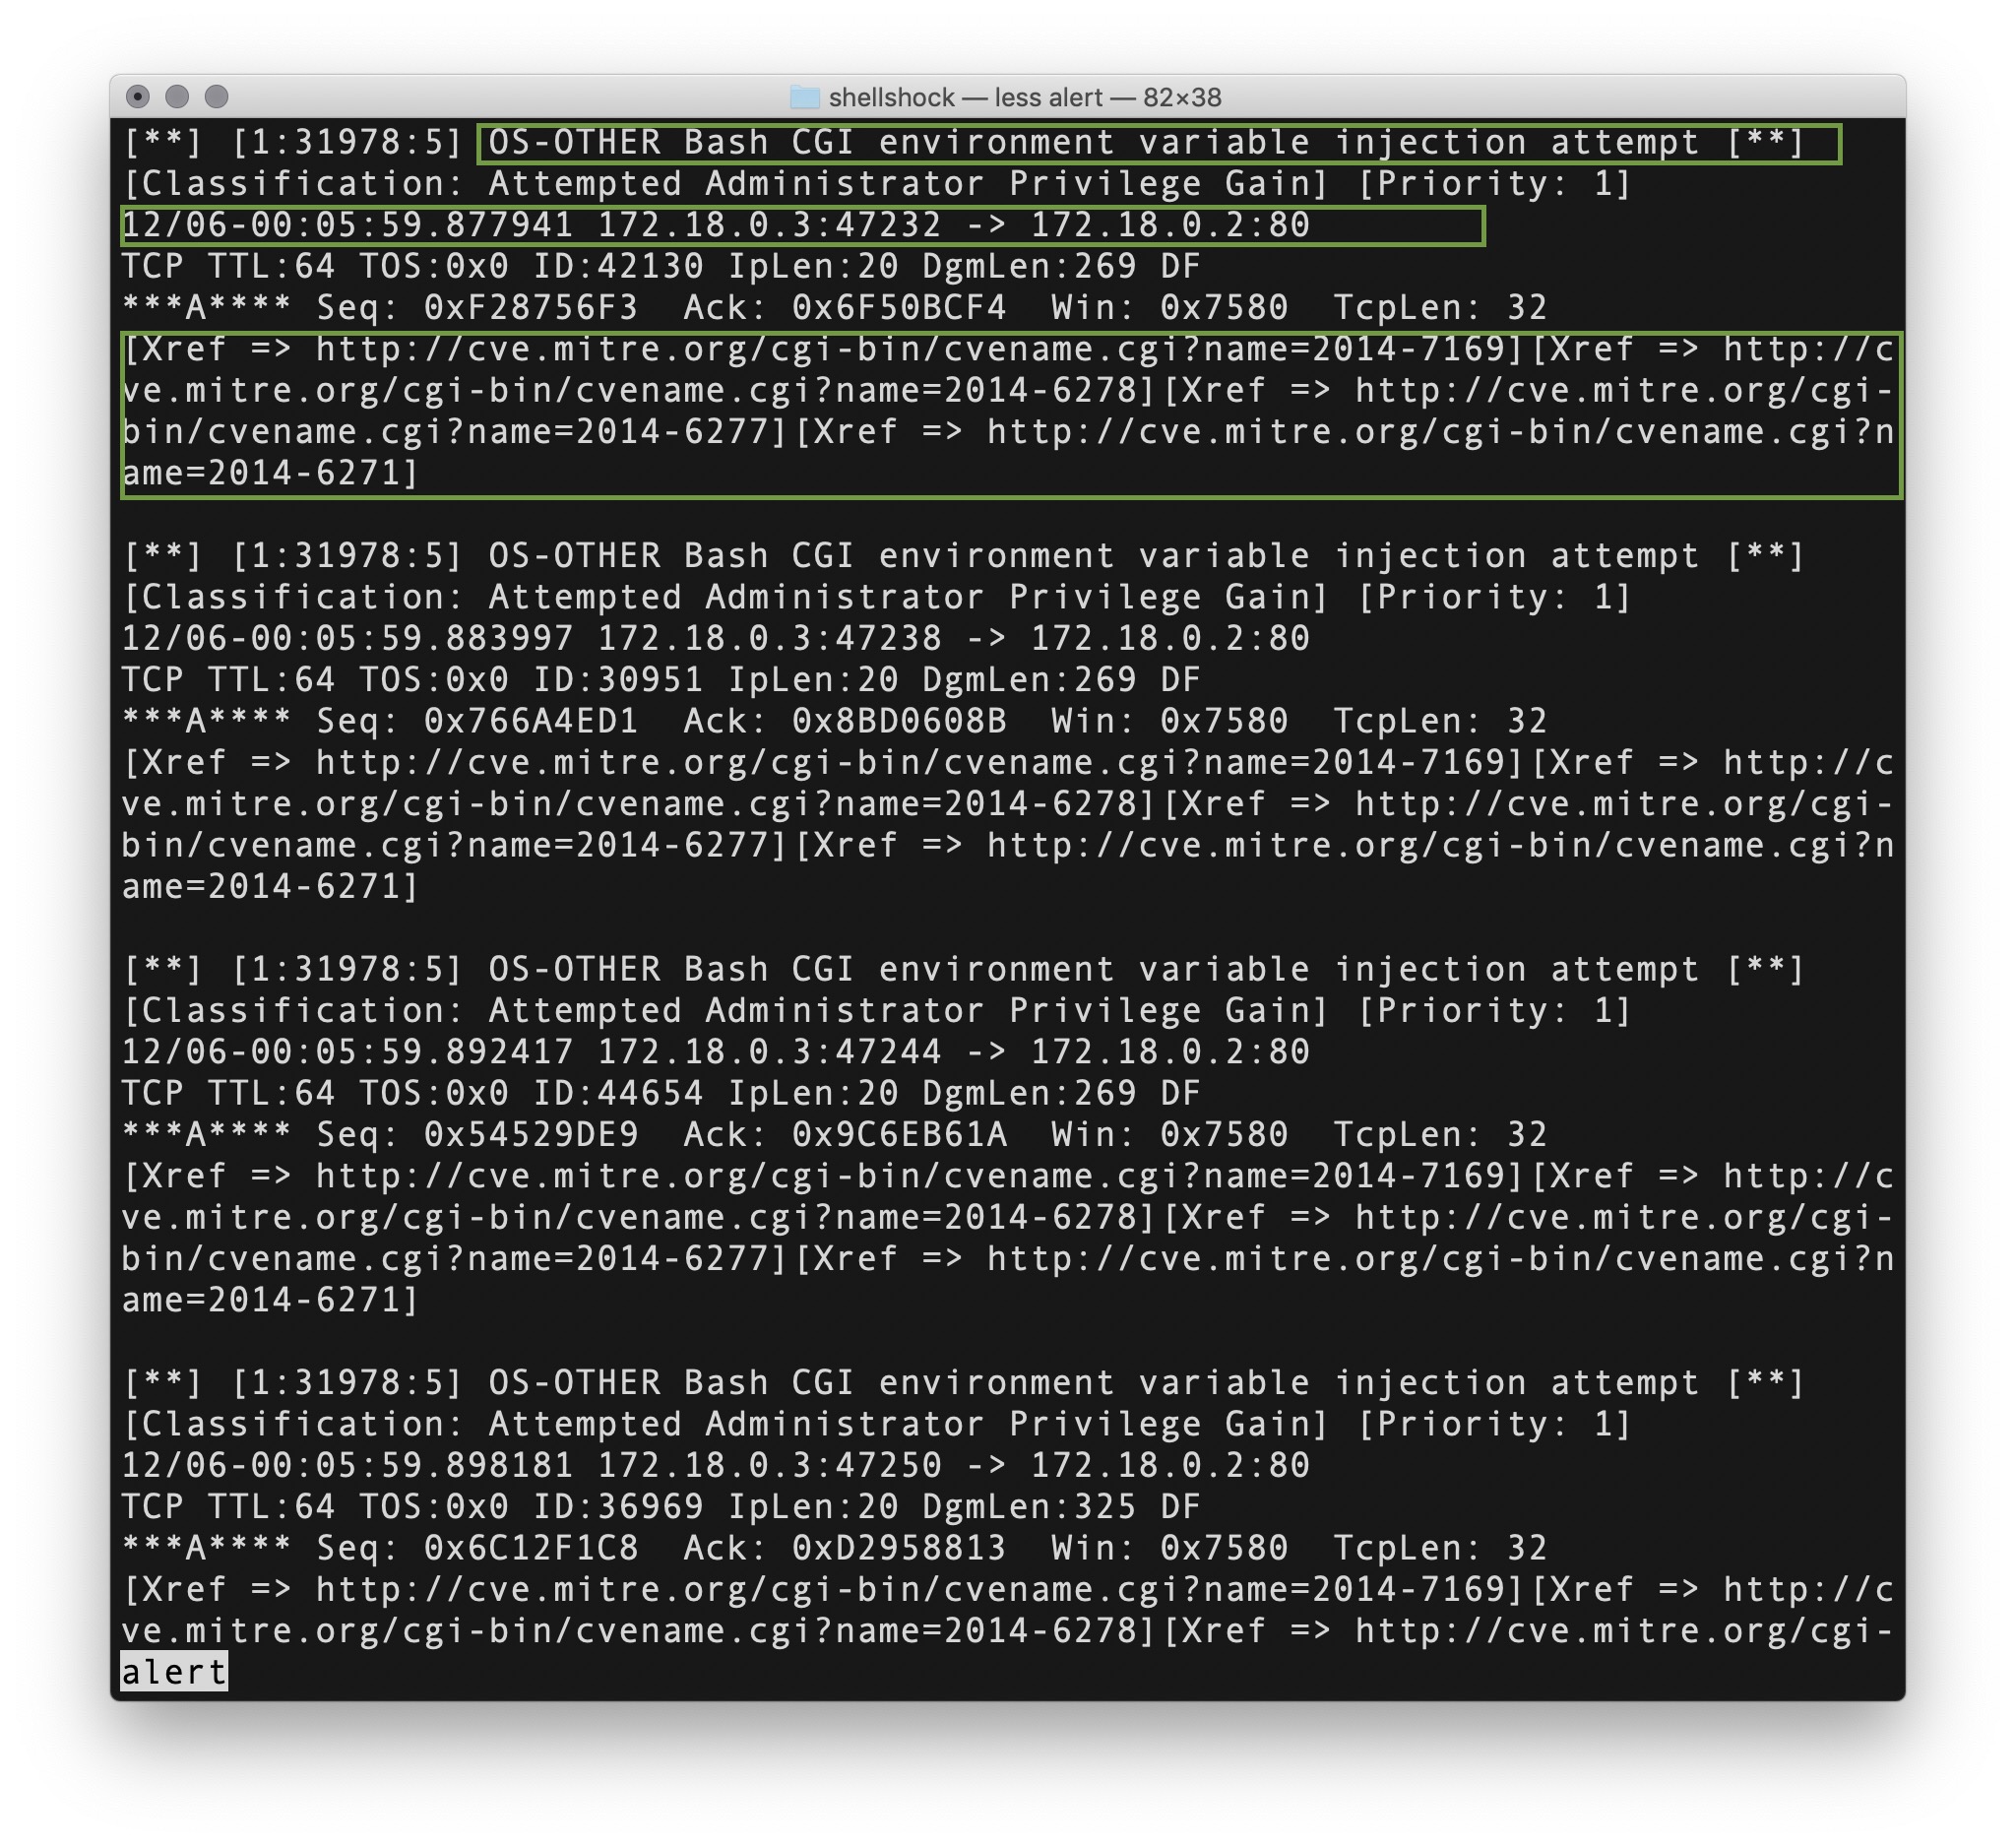 shellshock — less alert — 82×38
[**] [1:31978:5] OS-OTHER Bash CGI environment variable injection attempt [**]
[Classification: Attempted Administrator Privilege Gain] [Priority: 1]
12/06-00:05:59.877941 172.18.0.3:47232 -> 172.18.0.2:80
TCP TTL:64 TOS:0x0 ID:42130 IpLen:20 DgmLen:269 DF
***A**** Seq: 0xF28756F3  Ack: 0x6F50BCF4  Win: 0x7580  TcpLen: 32
[Xref => http://cve.mitre.org/cgi-bin/cvename.cgi?name=2014-7169][Xref => http://c
ve.mitre.org/cgi-bin/cvename.cgi?name=2014-6278][Xref => http://cve.mitre.org/cgi-
bin/cvename.cgi?name=2014-6277][Xref => http://cve.mitre.org/cgi-bin/cvename.cgi?n
ame=2014-6271]
[**] [1:31978:5] OS-OTHER Bash CGI environment variable injection attempt [**]
[Classification: Attempted Administrator Privilege Gain] [Priority: 1]
12/06-00:05:59.883997 172.18.0.3:47238 -> 172.18.0.2:80
TCP TTL:64 TOS:0x0 ID:30951 IpLen:20 DgmLen:269 DF
***A**** Seq: 0x766A4ED1  Ack: 0x8BD0608B  Win: 0x7580  TcpLen: 32
[Xref => http://cve.mitre.org/cgi-bin/cvename.cgi?name=2014-7169][Xref => http://c
ve.mitre.org/cgi-bin/cvename.cgi?name=2014-6278][Xref => http://cve.mitre.org/cgi-
bin/cvename.cgi?name=2014-6277][Xref => http://cve.mitre.org/cgi-bin/cvename.cgi?n
ame=2014-6271]
[**] [1:31978:5] OS-OTHER Bash CGI environment variable injection attempt [**]
[Classification: Attempted Administrator Privilege Gain] [Priority: 1]
12/06-00:05:59.892417 172.18.0.3:47244 -> 172.18.0.2:80
TCP TTL:64 TOS:0x0 ID:44654 IpLen:20 DgmLen:269 DF
***A**** Seq: 0x54529DE9  Ack: 0x9C6EB61A  Win: 0x7580  TcpLen: 32
[Xref => http://cve.mitre.org/cgi-bin/cvename.cgi?name=2014-7169][Xref => http://c
ve.mitre.org/cgi-bin/cvename.cgi?name=2014-6278][Xref => http://cve.mitre.org/cgi-
bin/cvename.cgi?name=2014-6277][Xref => http://cve.mitre.org/cgi-bin/cvename.cgi?n
ame=2014-6271]
[**] [1:31978:5] OS-OTHER Bash CGI environment variable injection attempt [**]
[Classification: Attempted Administrator Privilege Gain] [Priority: 1]
12/06-00:05:59.898181 172.18.0.3:47250 -> 172.18.0.2:80
TCP TTL:64 TOS:0x0 ID:36969 IpLen:20 DgmLen:325 DF
***A**** Seq: 0x6C12F1C8  Ack: 0xD2958813  Win: 0x7580  TcpLen: 32
[Xref => http://cve.mitre.org/cgi-bin/cvename.cgi?name=2014-7169][Xref => http://c
ve.mitre.org/cgi-bin/cvename.cgi?name=2014-6278][Xref => http://cve.mitre.org/cgi-
alert